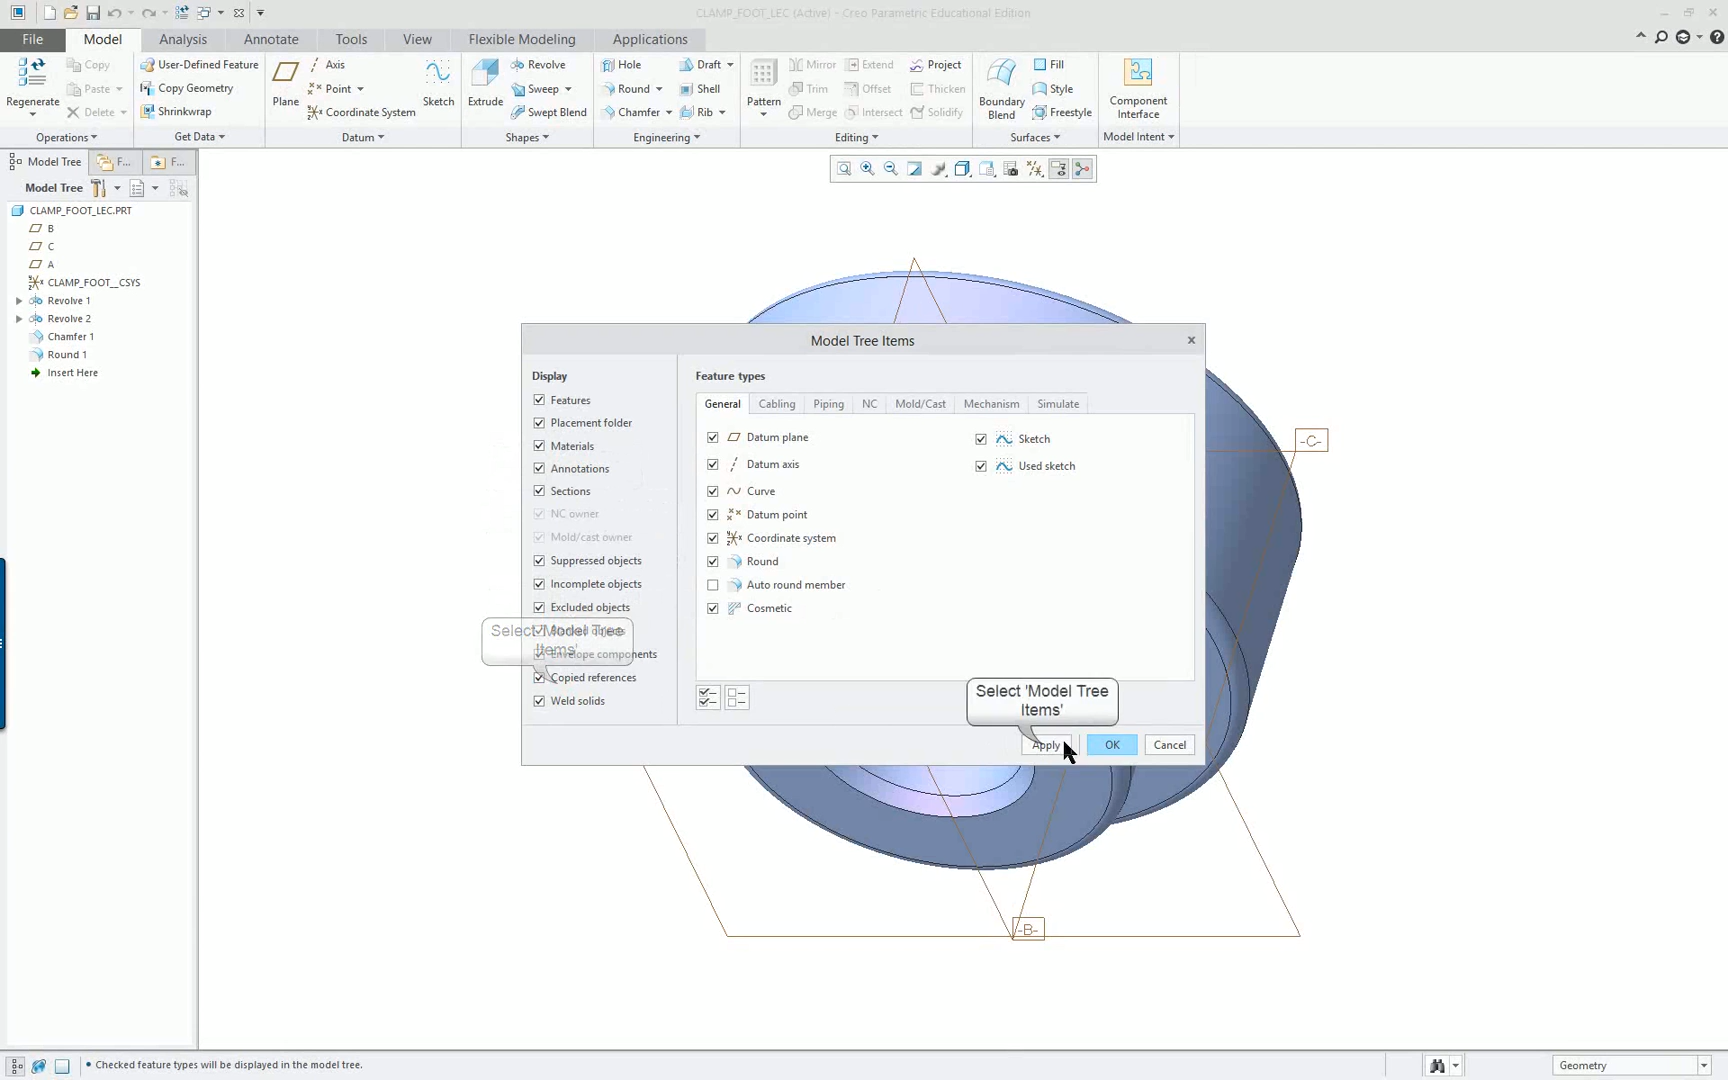 CLAMP_FOOT_LEC (Active) - Creo Parametric Educational Edition
File
Model
Analysis
Annotate
Tools
View
Flexible Modeling
Applications
Regenerate
Copy
Paste
Delete
Operations
User-Defined Feature
Copy Geometry
Shrinkwrap
Get Data
Plane
Axis
Point
Coordinate System
Sketch
Datum
Extrude
Revolve
Sweep
Swept Blend
Shapes
Hole
Round
Chamfer
Draft
Shell
Rib
Engineering
Pattern
Mirror
Trim
Merge
Extend
Offset
Intersect
Project
Thicken
Solidify
Editing
Boundary
Blend
Fill
Style
Freestyle
Surfaces
Component
Interface
Model Intent
Model Tree
F...
F...
Model Tree
CLAMP_FOOT_LEC.PRT
B
C
A
CLAMP_FOOT__CSYS
Revolve 1
Revolve 2
Chamfer 1
Round 1
Insert Here
Model Tree Items
Display
Features
Placement folder
Materials
Annotations
Sections
NC owner
Mold/cast owner
Suppressed objects
Incomplete objects
Excluded objects
Select 'Model Tree
Items'
Envelope components
Copied references
Weld solids
Feature types
General
Cabling
Piping
NC
Mold/Cast
Mechanism
Simulate
Datum plane
Datum axis
Curve
Datum point
Coordinate system
Round
Auto round member
Cosmetic
Sketch
Used sketch
Select 'Model Tree
Items'
Apply
OK
Cancel
-C-
-B-
• Checked feature types will be displayed in the model tree.
Geometry